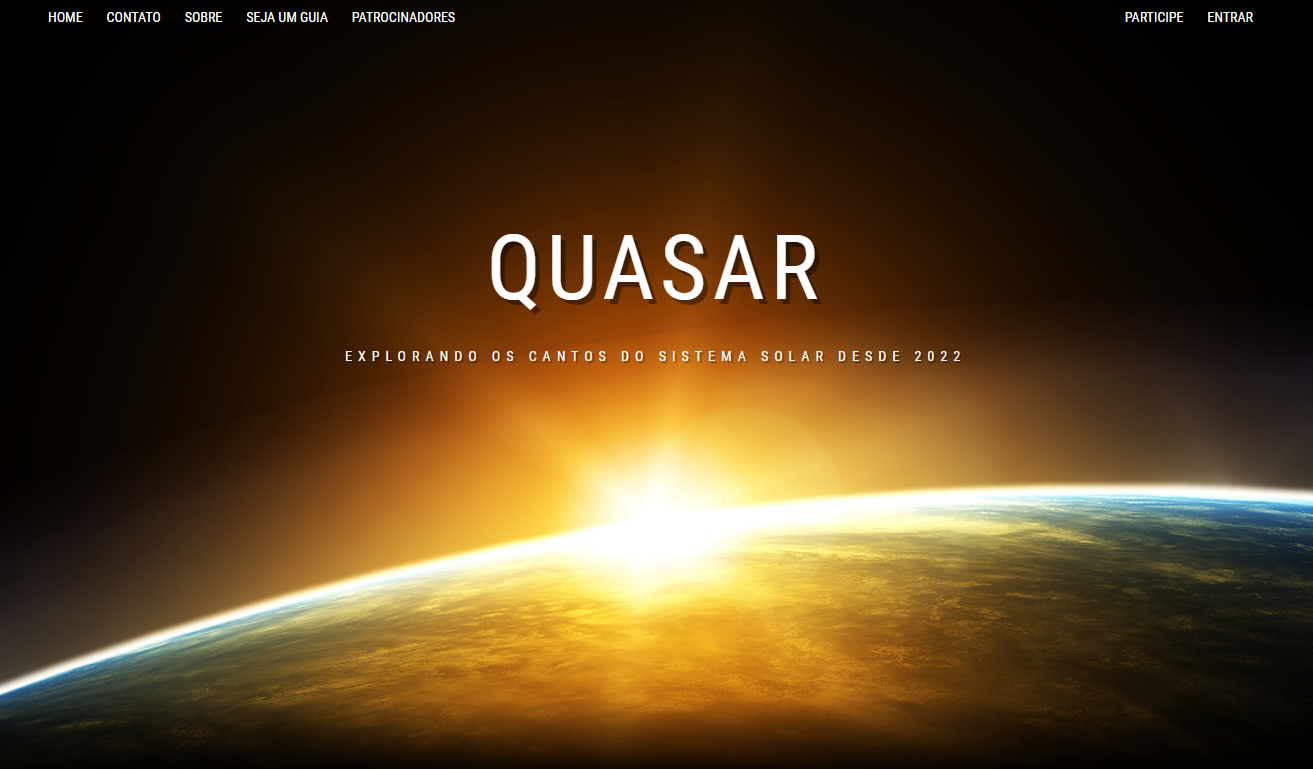 HOME CONTATO SOBRE SEJA UM GUIA PATROCINADORES PARTICIPE ENTRAR
QUASAR
EXPLORANDO OS CANTOS DO SISTEMA SOLAR DESDE 2022